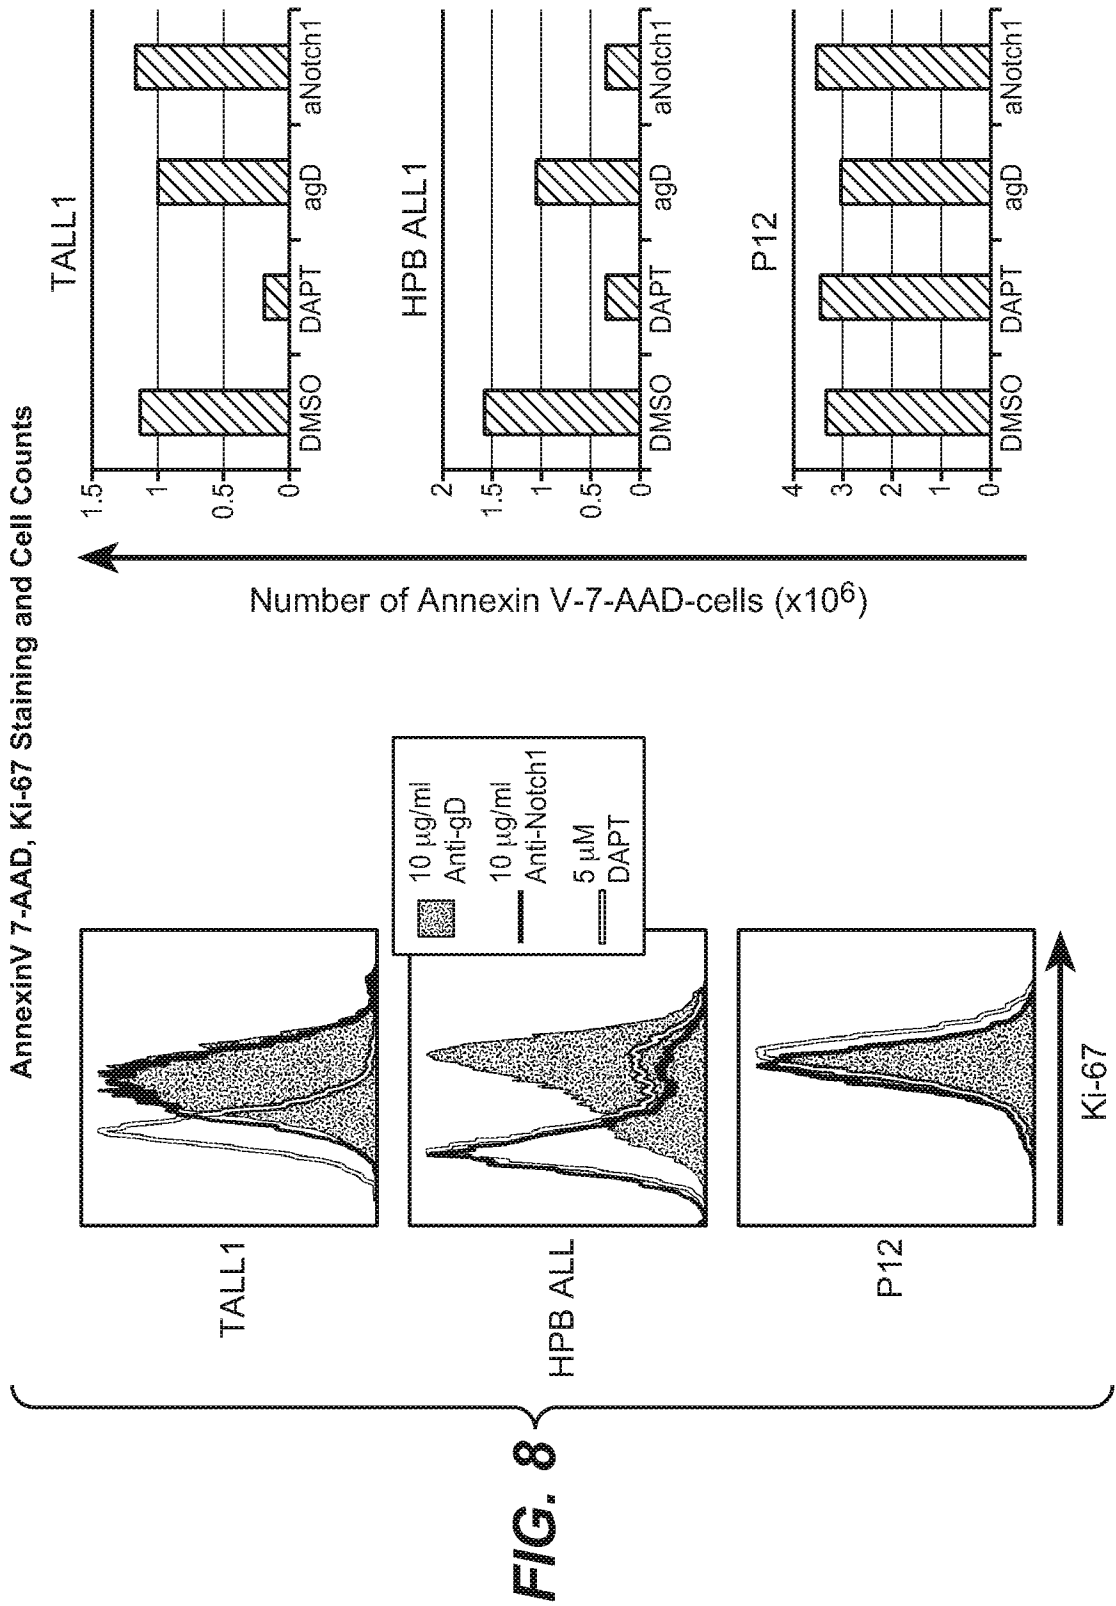 FIG. 8
AnnexinV 7-AAD, Ki-67 Staining and Cell Counts
TALL1
HPB ALL
P12
Ki-67
10 µg/ml
Anti-gD
10 µg/ml
Anti-Notch1
5 µM
DAPT
Number of Annexin V-7-AAD-cells (x10⁶)
TALL1
1.5
1
0.5
0
DMSO DAPT agD aNotch1
HPB ALL1
2
1.5
1
0.5
0
DMSO DAPT agD aNotch1
P12
4
3
2
1
0
DMSO DAPT agD aNotch1